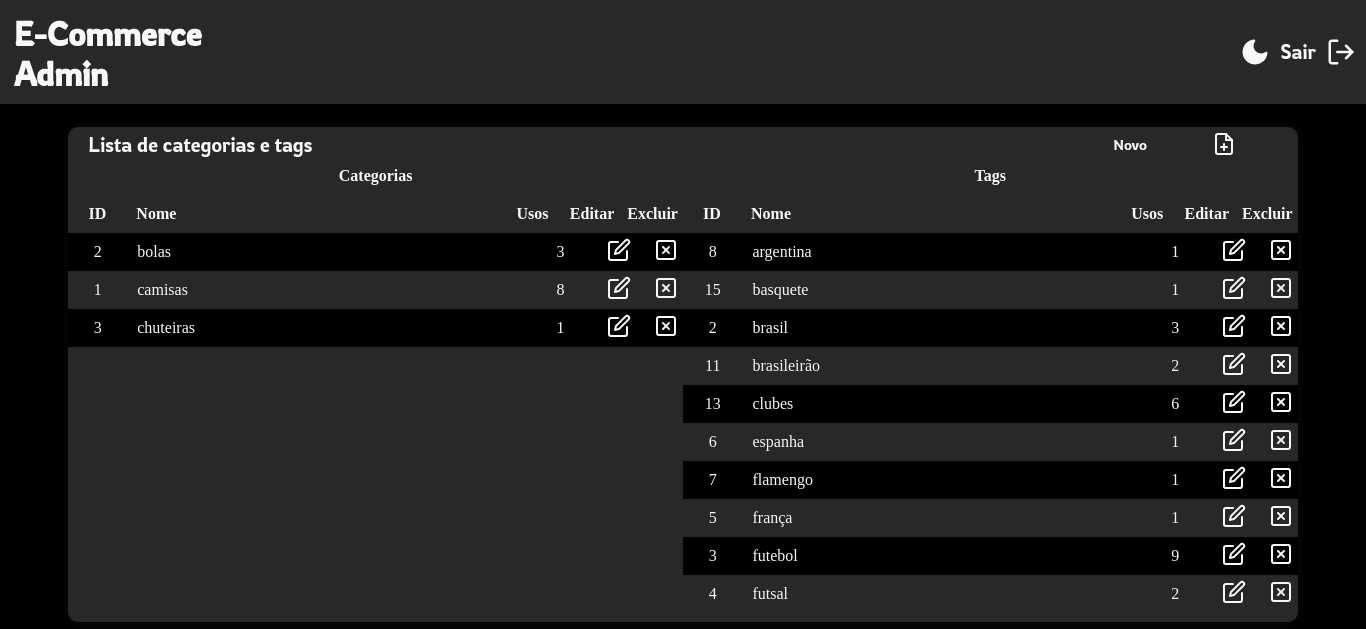 E-Commerce
Admin
Sair
Lista de categorias e tags
Novo
Categorias
Tags
ID Nome Usos Editar Excluir ID Nome Usos Editar Excluir
2 bolas 3 8 argentina 1
1 camisas 8 15 basquete 1
3 chuteiras 1 2 brasil 3
11 brasileirão 2
13 clubes 6
6 espanha 1
7 flamengo 1
5 frança 1
3 futebol 9
4 futsal 2